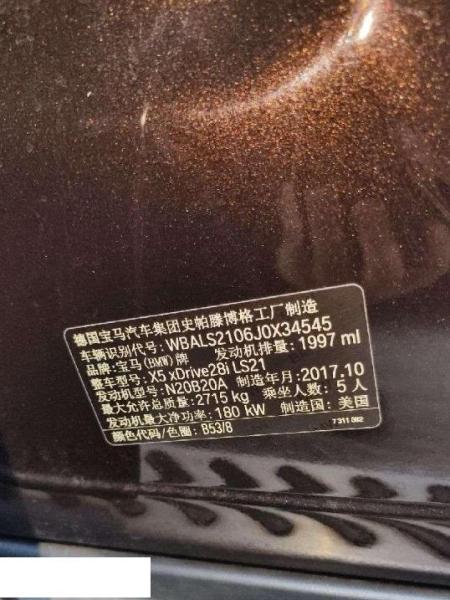 德国宝马汽车集团史帕滕博格工厂制造
车辆识别代号: WBALS2106J0X34545
品牌: 宝马(BMW)牌 发动机排量: 1997 ml
整车型号: X5 xDrive28i LS21
发动机型号: N20B20A 制造年月: 2017.10
最大允许总质量: 2715 kg 乘坐人数: 5 人
发动机最大净功率: 180 kW 制造国: 美国
颜色代码/色圈: B53/8 7311 082